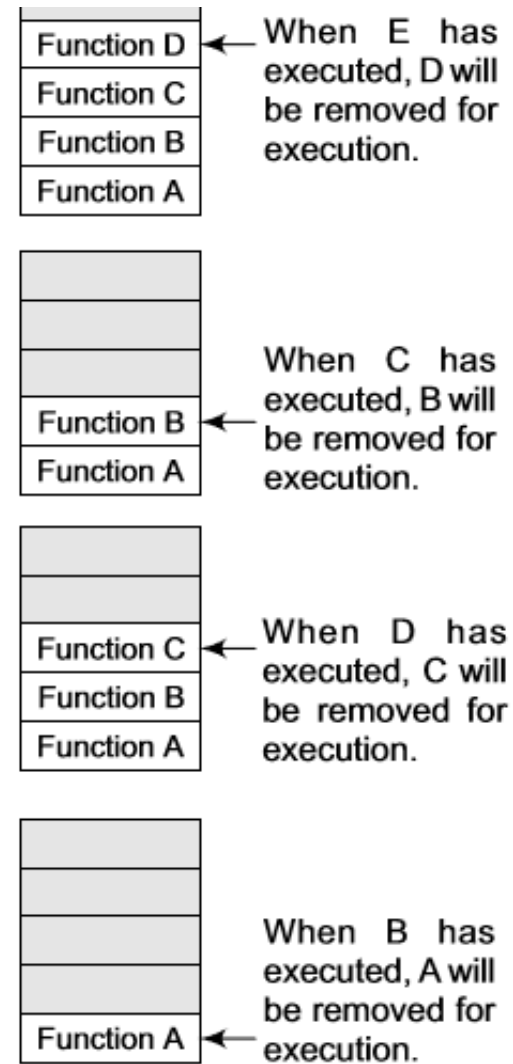 Function D
Function C
Function B
Function A
When E has
executed, D will
be removed for
execution.
Function B
Function A
When C has
executed, B will
be removed for
execution.
Function C
Function B
Function A
When D has
executed, C will
be removed for
execution.
Function A
When B has
executed, A will
be removed for
execution.